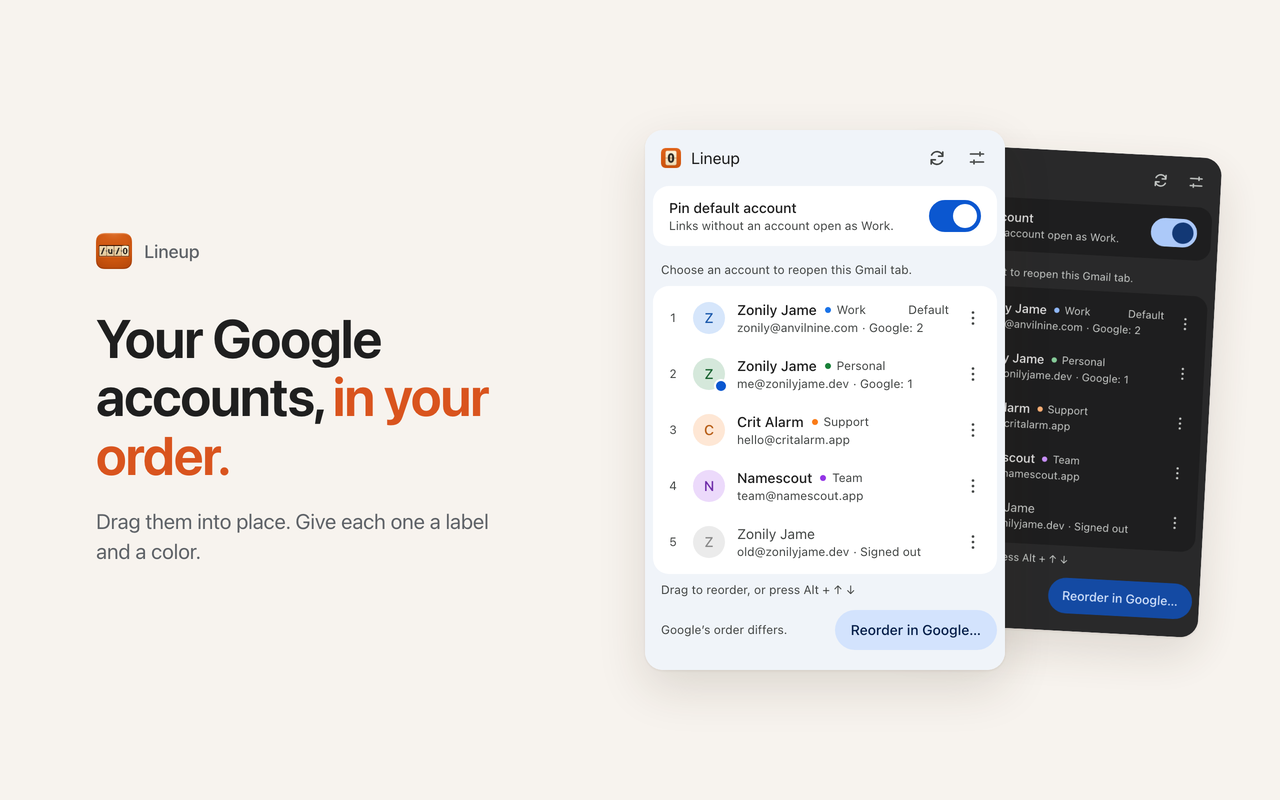 /u/0
Lineup
Your Google
accounts, in your
order.
Drag them into place. Give each one a label
and a color.
0
Lineup
Pin default account
Links without an account open as Work.
Choose an account to reopen this Gmail tab.
1
Z
Zonily Jame • Work
Default
zonily@anvilnine.com · Google: 2
2
Z
Zonily Jame • Personal
me@zonilyjame.dev · Google: 1
3
C
Crit Alarm • Support
hello@critalarm.app
4
N
Namescout • Team
team@namescout.app
5
Z
Zonily Jame
old@zonilyjame.dev · Signed out
Drag to reorder, or press Alt + ↑ ↓
Google's order differs.
Reorder in Google...
account open as Work.
to reopen this Gmail tab.
• Work
Default
@anvilnine.com · Google: 2
Jame • Personal
onilyjame.dev · Google: 1
• Support
critalarm.app
scout • Team
namescout.app
Jame
nilyjame.dev · Signed out
ess Alt + ↑ ↓
Reorder in Google...